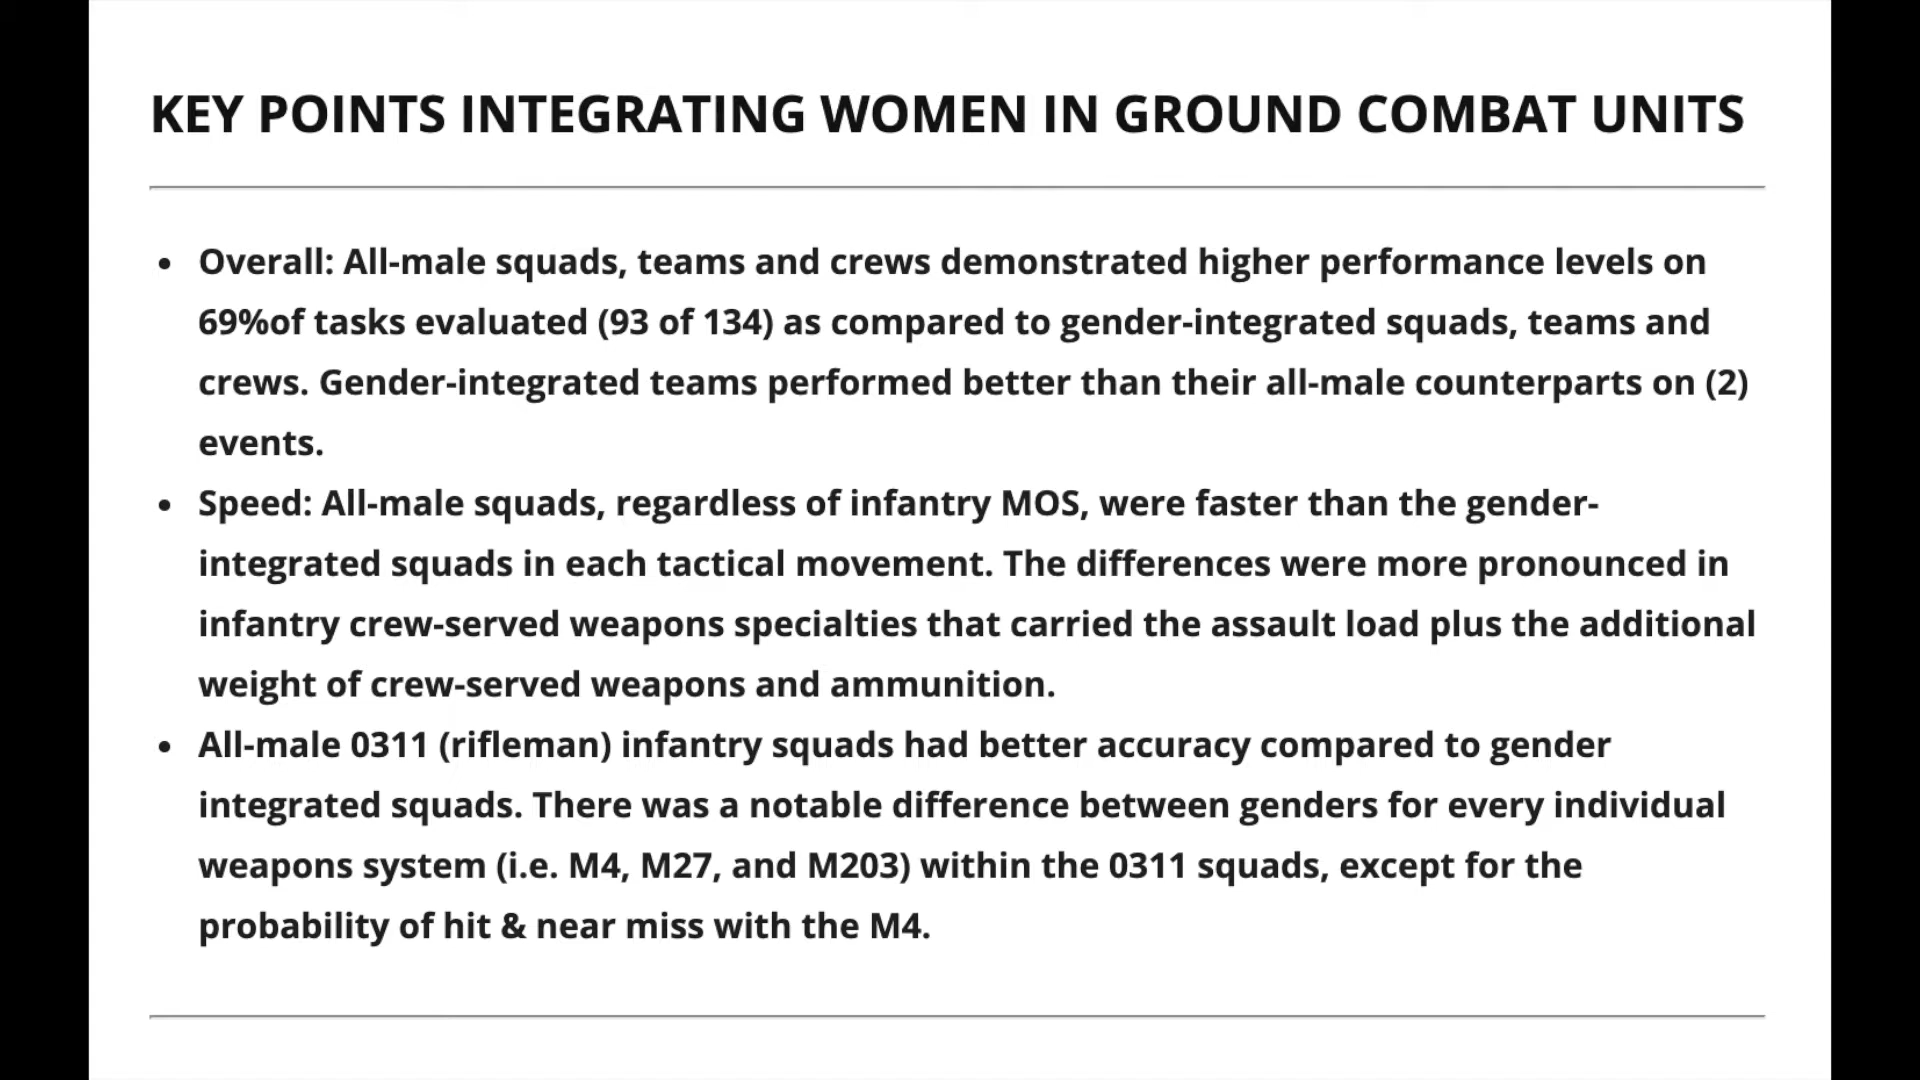 KEY POINTS INTEGRATING WOMEN IN GROUND COMBAT UNITS
• Overall: All-male squads, teams and crews demonstrated higher performance levels on
69%of tasks evaluated (93 of 134) as compared to gender-integrated squads, teams and
crews. Gender-integrated teams performed better than their all-male counterparts on (2)
events.
• Speed: All-male squads, regardless of infantry MOS, were faster than the gender-
integrated squads in each tactical movement. The differences were more pronounced in
infantry crew-served weapons specialties that carried the assault load plus the additional
weight of crew-served weapons and ammunition.
• All-male 0311 (rifleman) infantry squads had better accuracy compared to gender
integrated squads. There was a notable difference between genders for every individual
weapons system (i.e. M4, M27, and M203) within the 0311 squads, except for the
probability of hit & near miss with the M4.